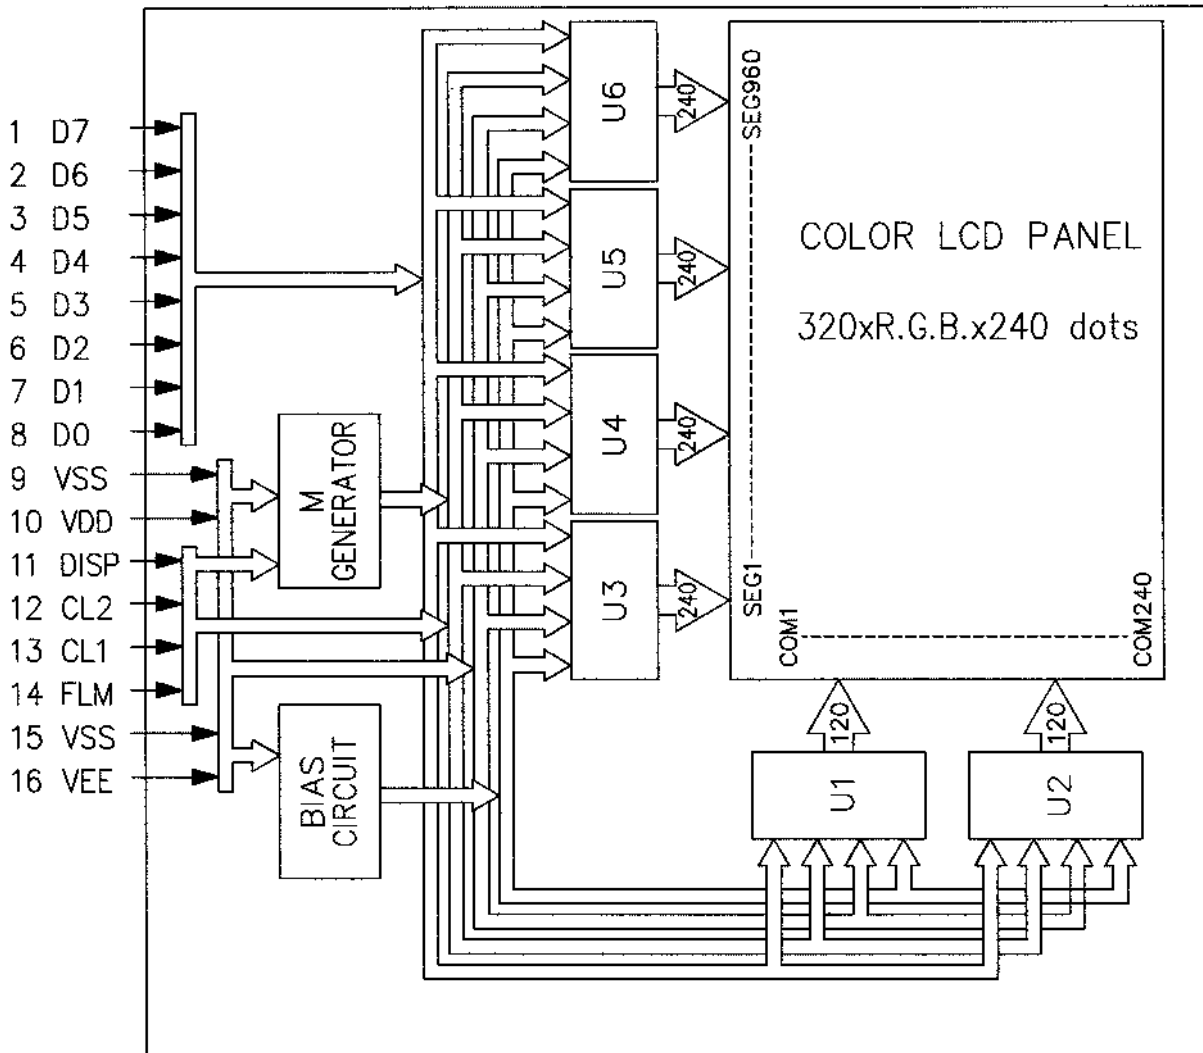 1 D7
2 D6
3 D5
4 D4
5 D3
6 D2
7 D1
8 D0
9 VSS
10 VDD
11 DISP
12 CL2
13 CL1
14 FLM
15 VSS
16 VEE
M
GENERATOR
BIAS
CIRCUIT
U6
U5
U4
U3
240
240
240
240
SEG960
SEG1
COLOR LCD PANEL
320xR.G.B.x240 dots
COM1
COM240
120
120
U1
U2